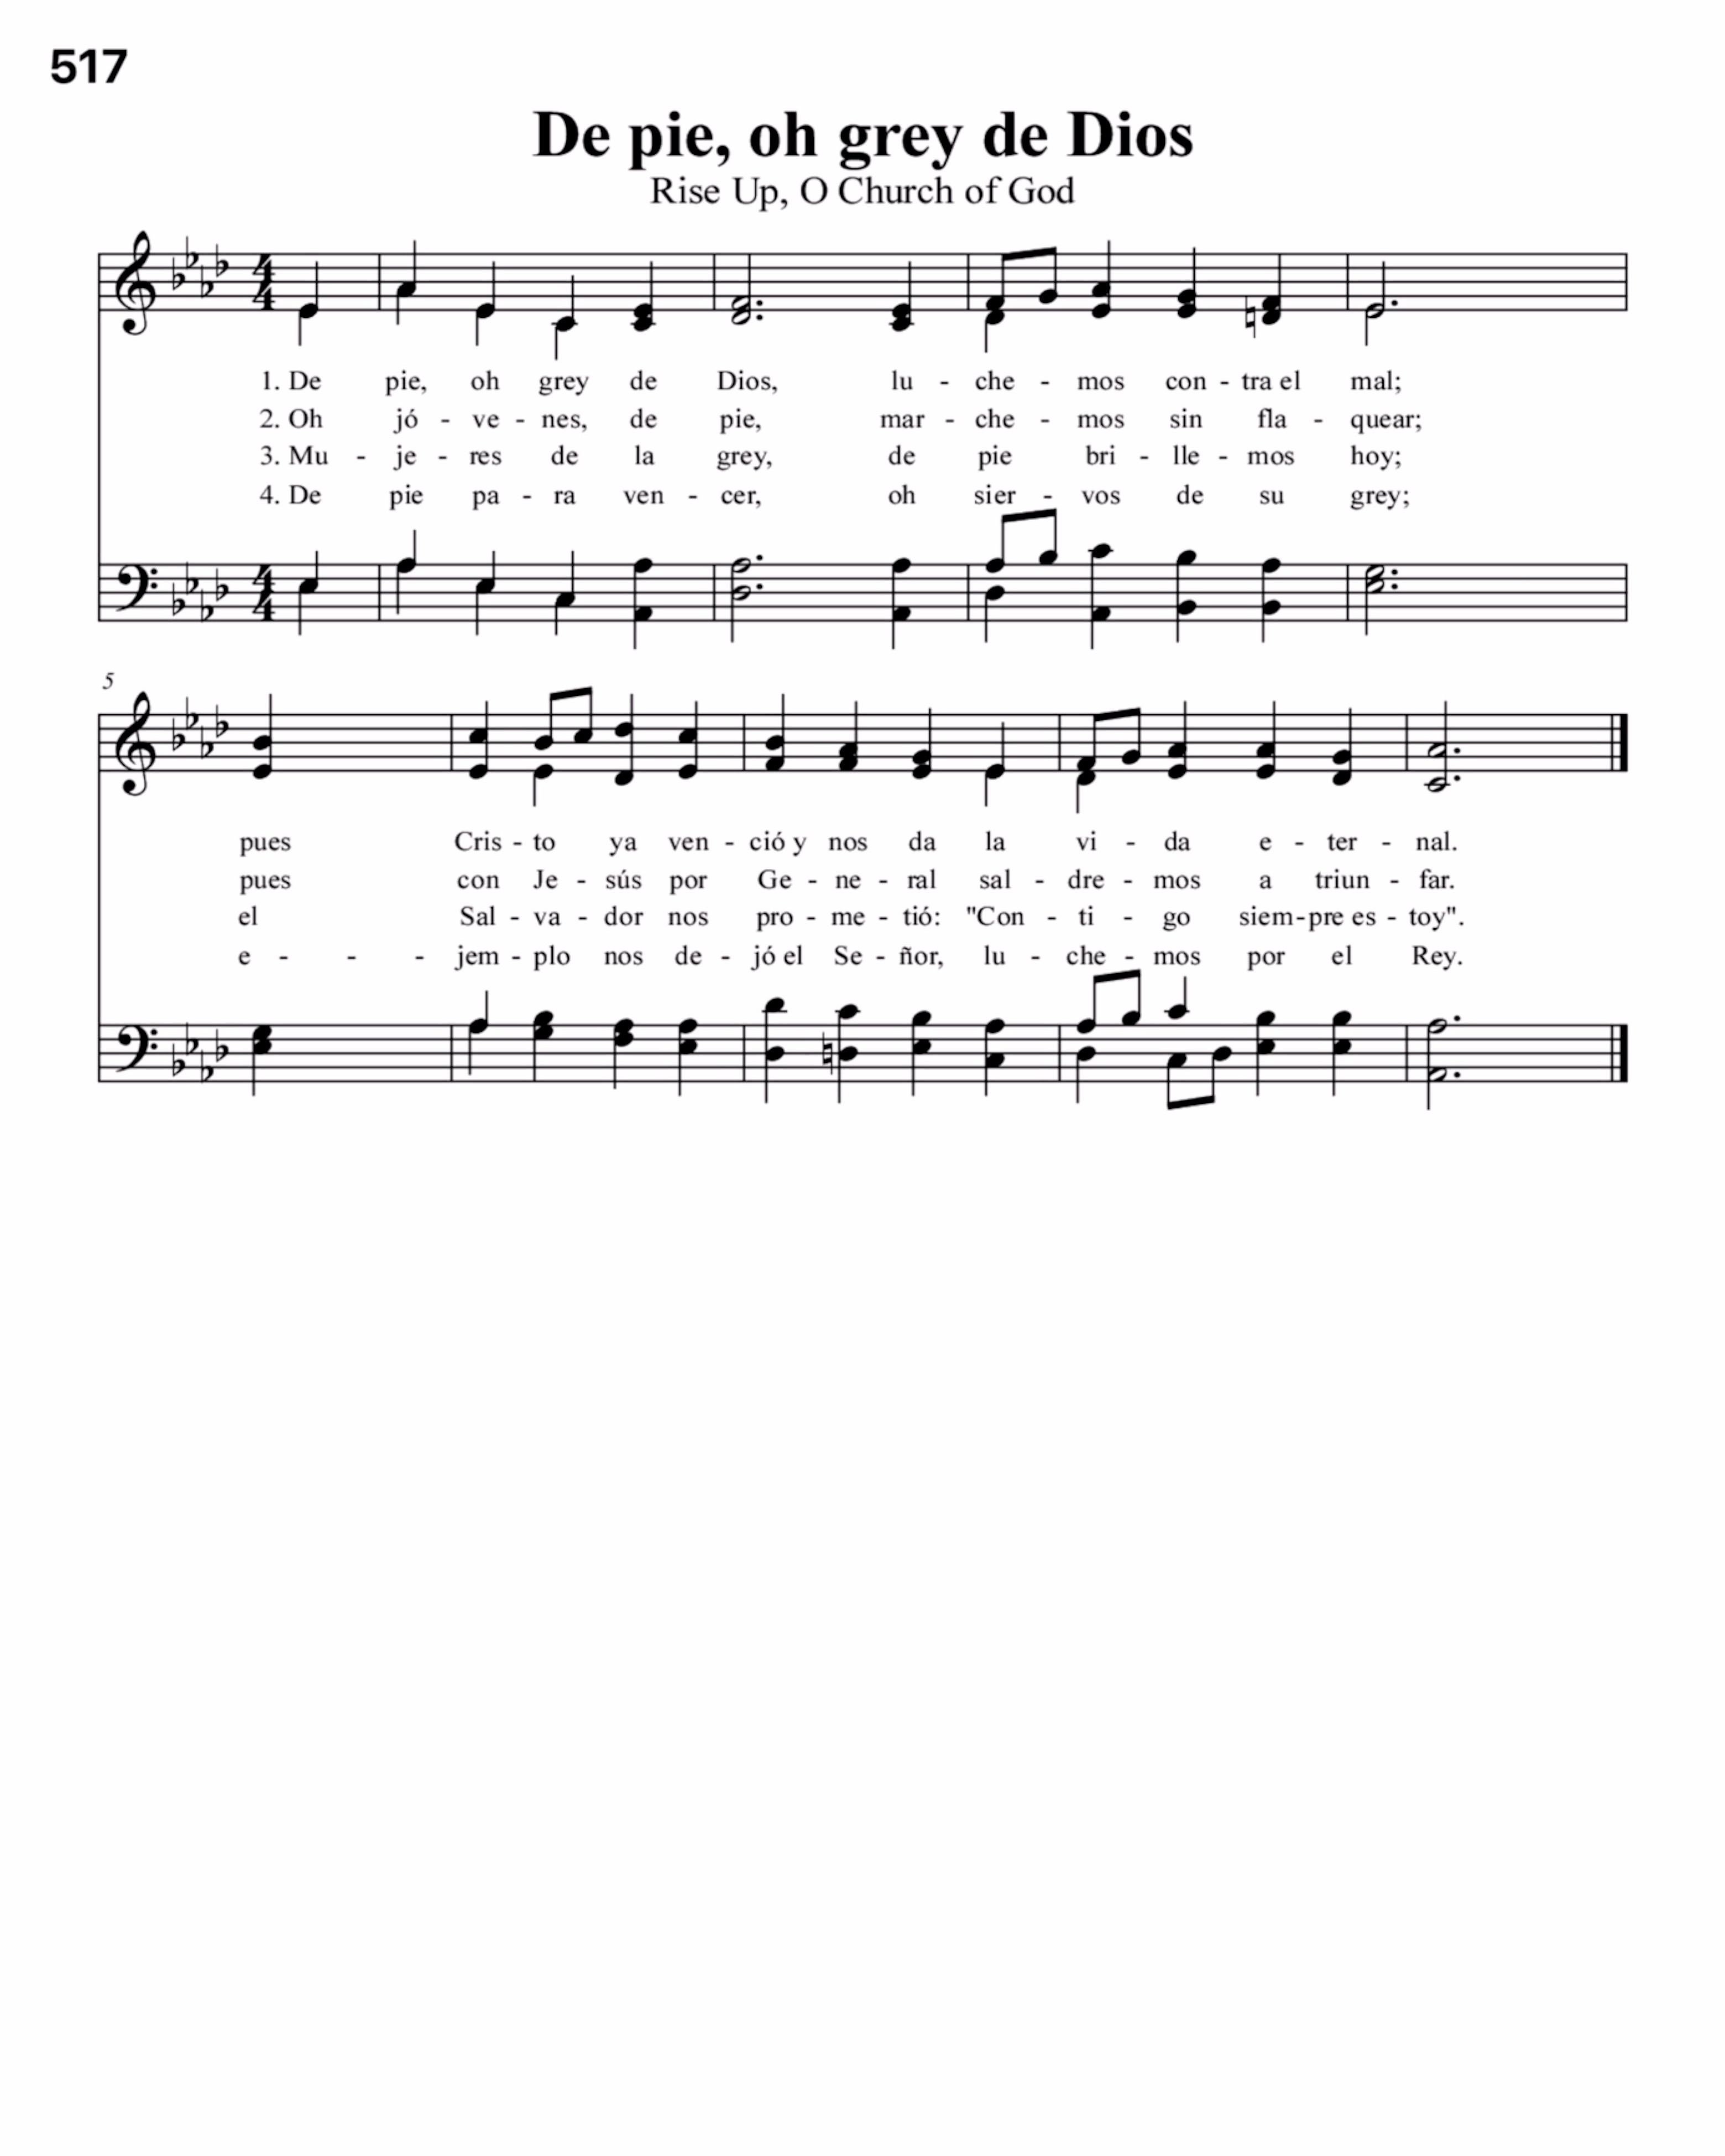 517
De pie, oh grey de Dios
Rise Up, O Church of God
1. De pie, oh grey de Dios, lu - che - mos con - tra el mal;
2. Oh jó - ve - nes, de pie, mar - che - mos sin fla - quear;
3. Mu - je - res de la grey, de pie bri - lle - mos hoy;
4. De pie pa - ra ven - cer, oh sier - vos de su grey;
5
pues Cris - to ya ven - ció y nos da la vi - da e - ter - nal.
pues con Je - sús por Ge - ne - ral sal - dre - mos a triun - far.
el Sal - va - dor nos pro - me - tió: "Con - ti - go siem - pre es - toy".
e - - - jem - plo nos de - jó el Se - ñor, lu - che - mos por el Rey.